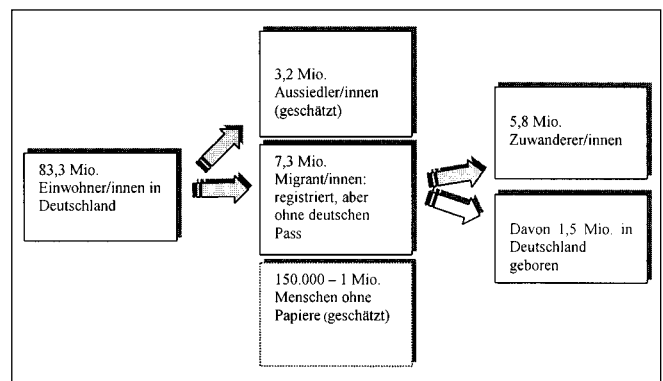 83,3 Mio.
Einwohner/innen in
Deutschland
3,2 Mio.
Aussiedler/innen
(geschätzt)
7,3 Mio.
Migrant/innen:
registriert, aber
ohne deutschen
Pass
150.000 – 1 Mio.
Menschen ohne
Papiere (geschätzt)
5,8 Mio.
Zuwanderer/innen
Davon 1,5 Mio. in
Deutschland
geboren